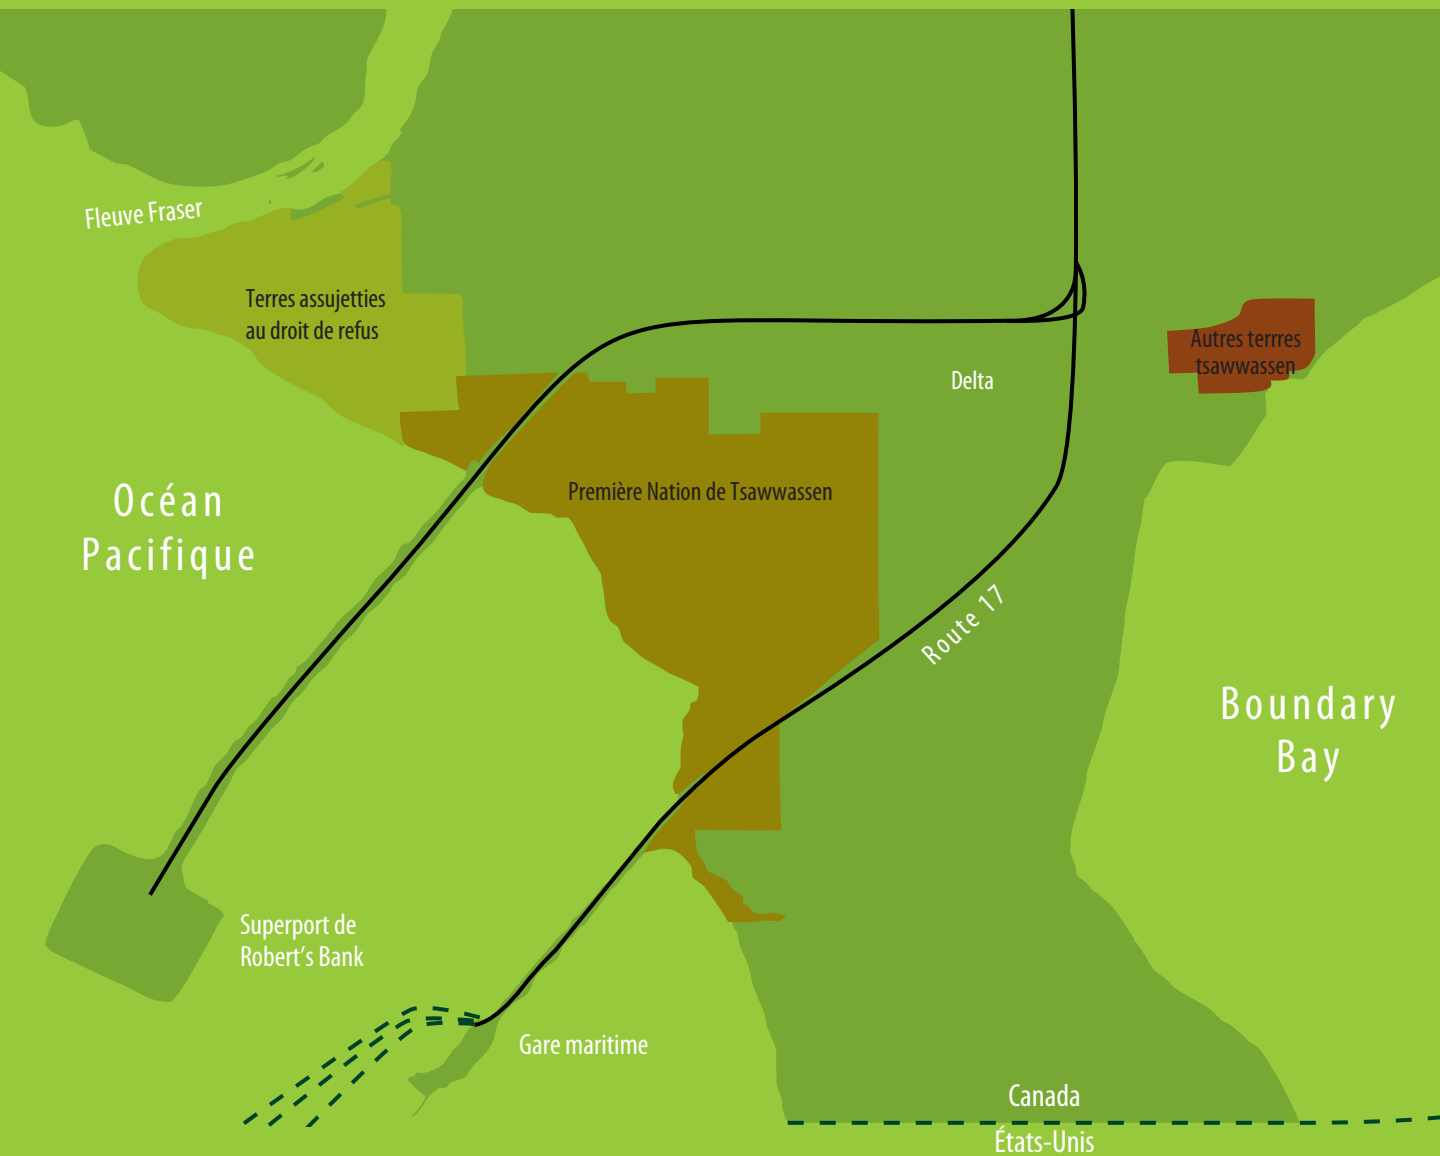 Fleuve Fraser
Terres assujetties
au droit de refus
Autres terrres
tsawwassen
Delta
Première Nation de Tsawwassen
Océan
Pacifique
Route 17
Boundary
Bay
Superport de
Robert’s Bank
Gare maritime
Canada
États-Unis